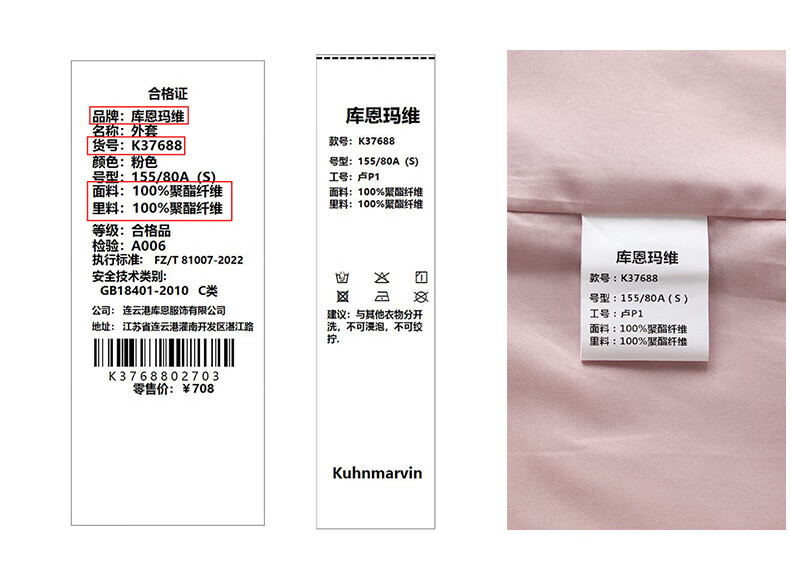 合格证
品牌：库恩玛维
名称：外套
货号：K37688
颜色：粉色
号型：155/80A（S）
面料：100%聚酯纤维
里料：100%聚酯纤维
等级：合格品
检验：A006
执行标准： FZ/T 81007-2022
安全技术类别:
GB18401-2010 C类
公司： 连云港库恩服饰有限公司
地址： 江苏省连云港灌南开发区湛江路
K3768802703
零售价：￥708
库恩玛维
款号：K37688
号型：155/80A（S）
工号：卢P1
面料：100%聚酯纤维
里料：100%聚酯纤维
建议：与其他衣物分开
洗，不可浸泡，不可绞
拧.
Kuhnmarvin
库恩玛维
款号：K37688
号型：155/80A（S）
工号：卢P1
面料：100%聚酯纤维
里料：100%聚酯纤维